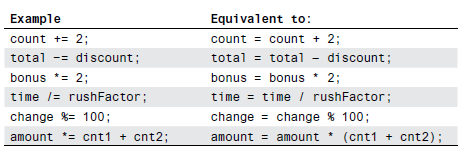 Example Equivalent to:
count += 2; count = count + 2;
total -= discount; total = total - discount;
bonus *= 2; bonus = bonus * 2;
time /= rushFactor; time = time / rushFactor;
change %= 100; change = change % 100;
amount *= cnt1 + cnt2; amount = amount * (cnt1 + cnt2);